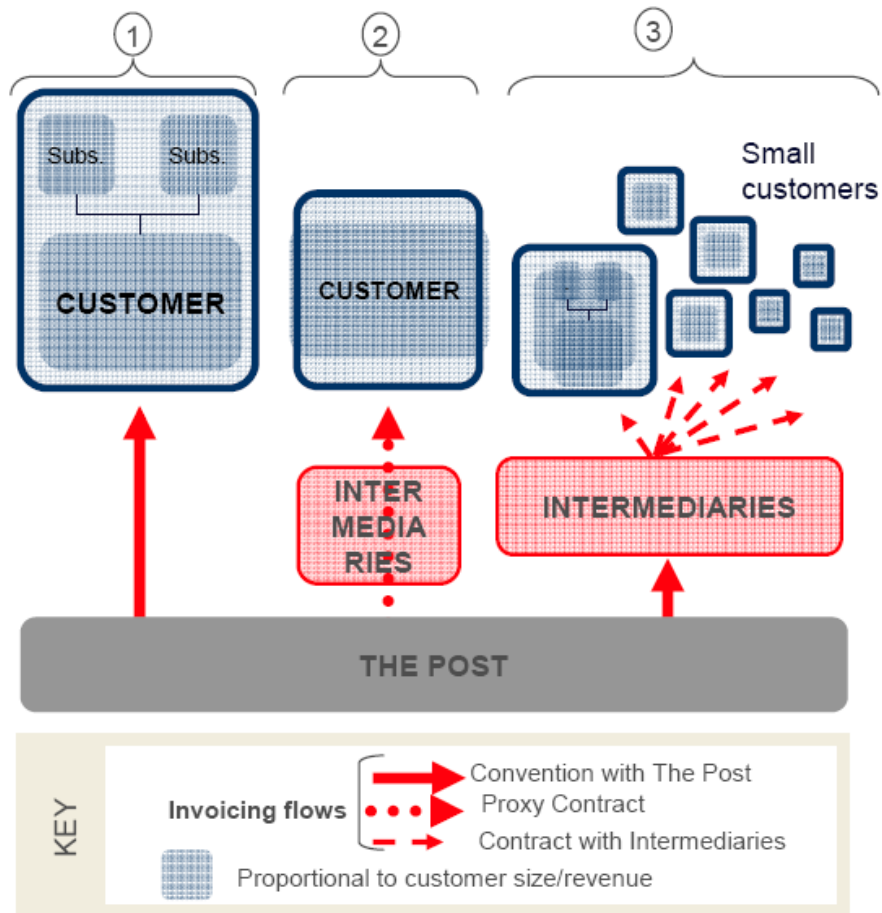 1
2
3
Subs.
Subs.
CUSTOMER
CUSTOMER
Small
customers
INTER
MEDIA
RIES
INTERMEDIARIES
THE POST
KEY
Invoicing flows
Convention with The Post
Proxy Contract
Contract with Intermediaries
Proportional to customer size/revenue